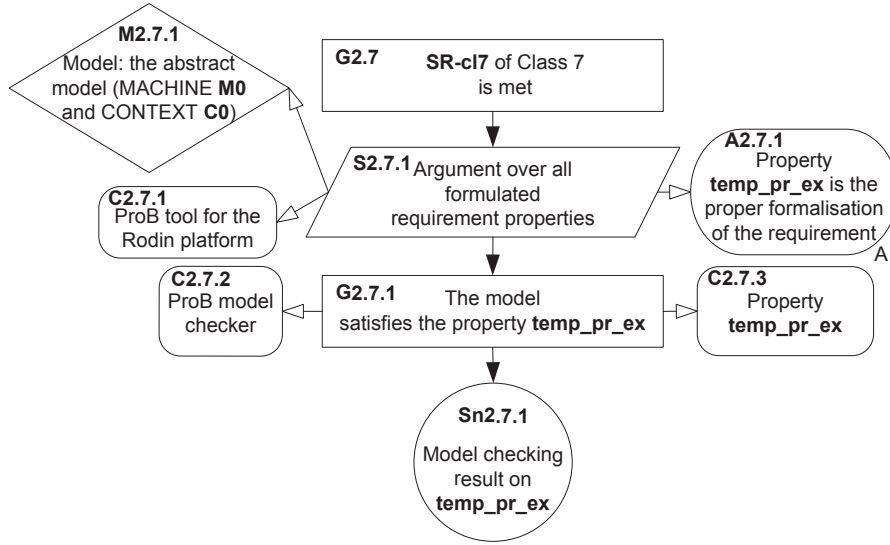 M2.7.1
Model: the abstract
model (MACHINE M0
and CONTEXT C0)
G2.7
SR-cl7 of Class 7
is met
S2.7.1
Argument over all
formulated
requirement properties
A2.7.1
Property
temp_pr_ex is the
proper formalisation
of the requirement
A
C2.7.1
ProB tool for the
Rodin platform
C2.7.2
ProB model
checker
G2.7.1
The model
satisfies the property temp_pr_ex
C2.7.3
Property
temp_pr_ex
Sn2.7.1
Model checking
result on
temp_pr_ex